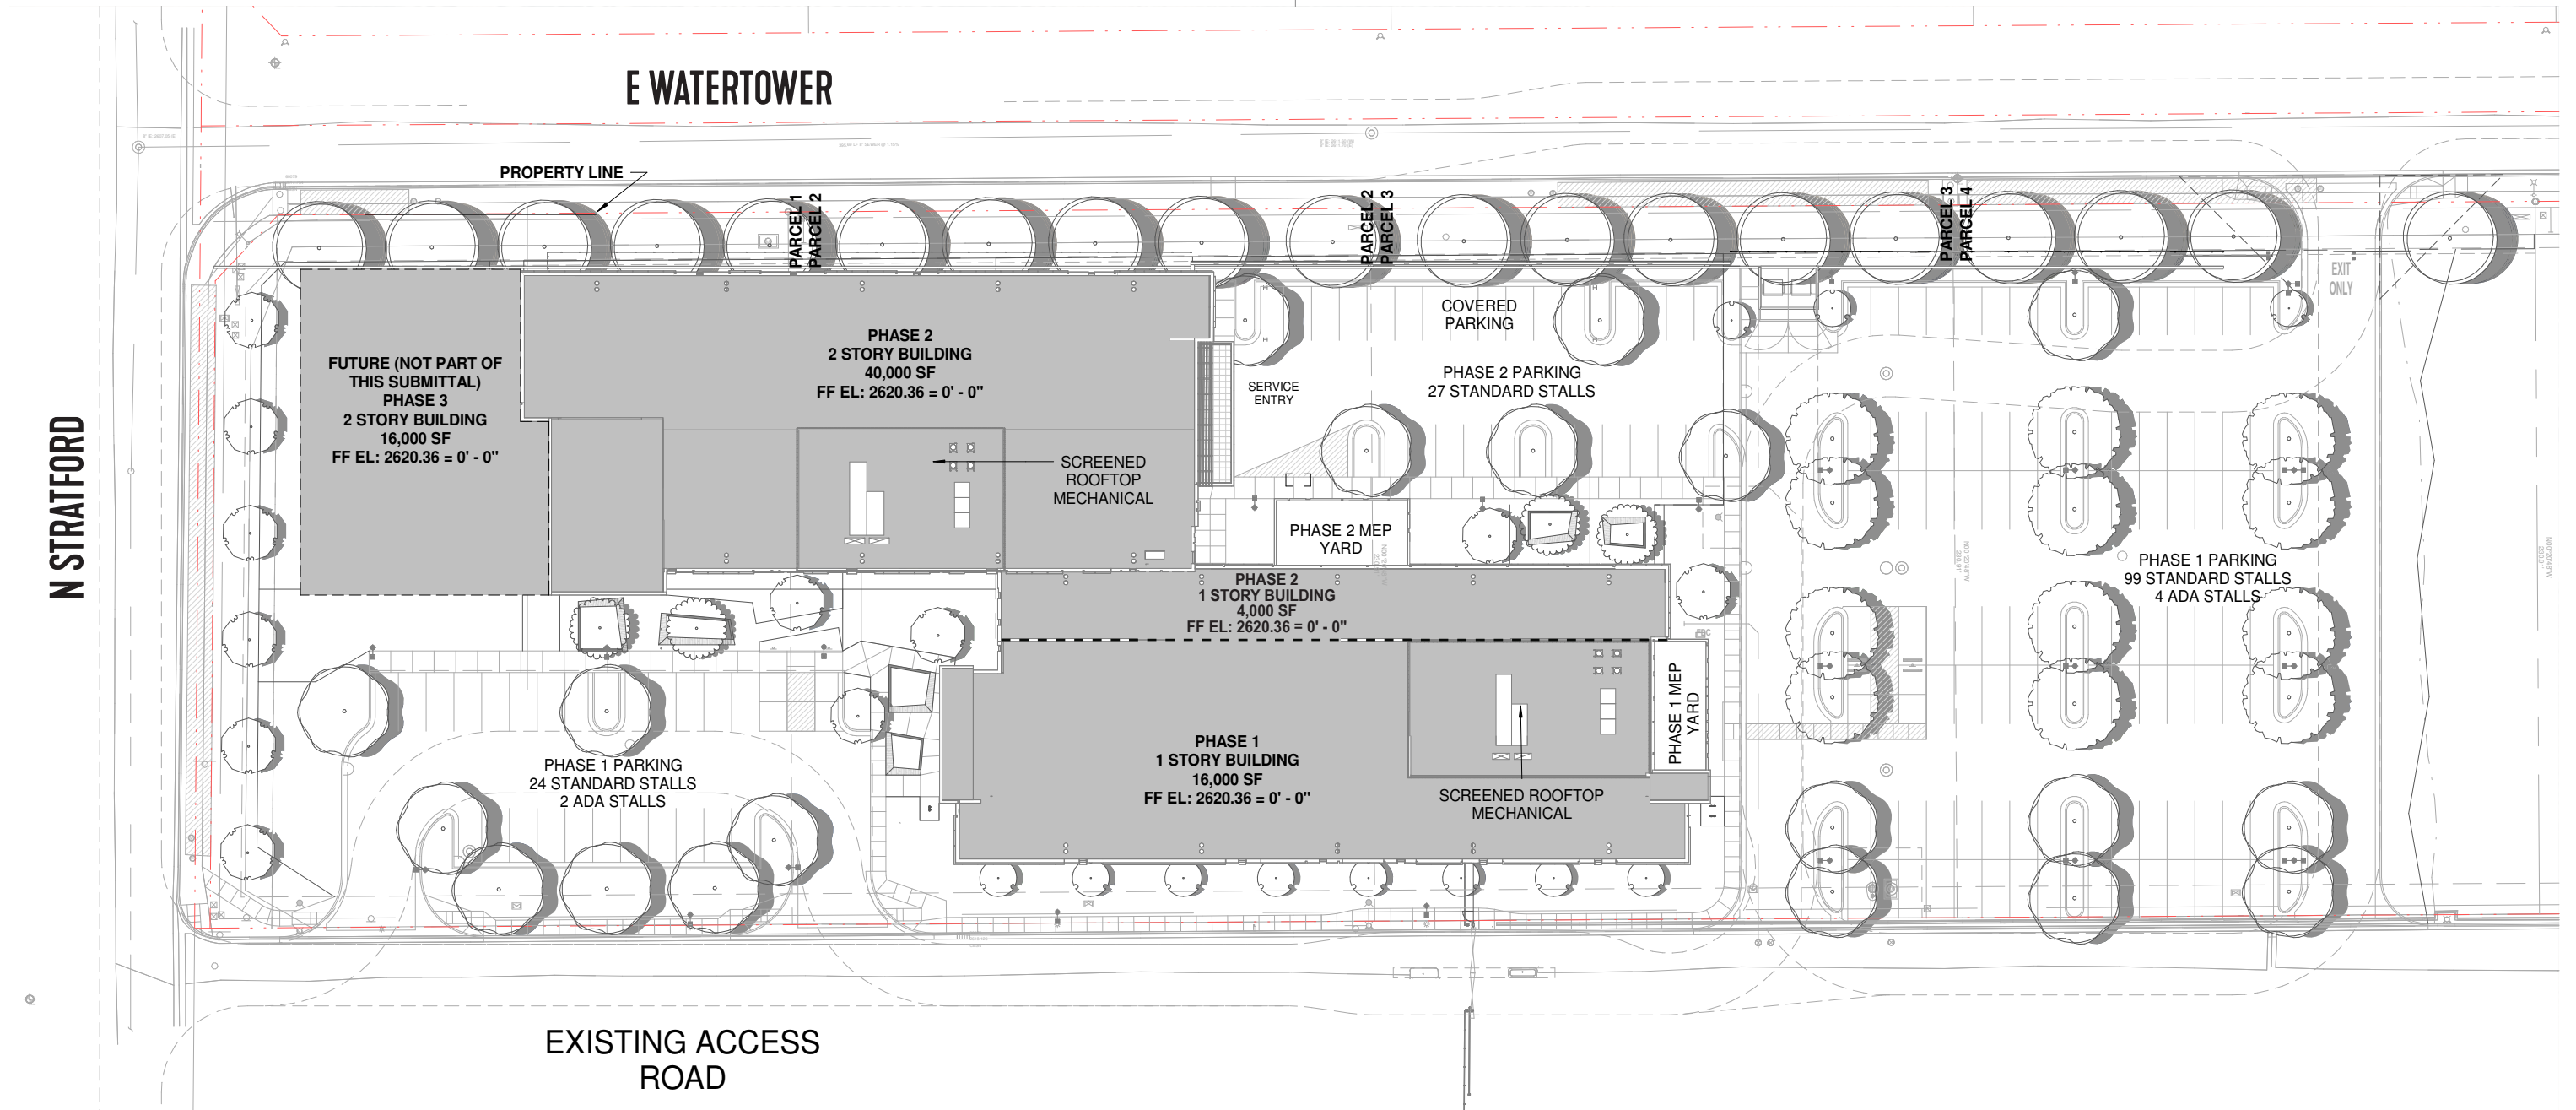 E WATERTOWER
PROPERTY LINE
PARCEL 1
PARCEL 2
PARCEL 2
PARCEL 3
PARCEL 3
PARCEL 4
EXIT
ONLY
COVERED
PARKING
FUTURE (NOT PART OF
THIS SUBMITTAL)
PHASE 3
2 STORY BUILDING
16,000 SF
FF EL: 2620.36 = 0' - 0"
PHASE 2
2 STORY BUILDING
40,000 SF
FF EL: 2620.36 = 0' - 0"
SERVICE
ENTRY
PHASE 2 PARKING
27 STANDARD STALLS
N STRATFORD
SCREENED
ROOFTOP
MECHANICAL
PHASE 2 MEP
YARD
PHASE 1 PARKING
99 STANDARD STALLS
4 ADA STALLS
PHASE 2
1 STORY BUILDING
4,000 SF
FF EL: 2620.36 = 0' - 0"
PHASE 1 MEP
YARD
PHASE 1 PARKING
24 STANDARD STALLS
2 ADA STALLS
PHASE 1
1 STORY BUILDING
16,000 SF
FF EL: 2620.36 = 0' - 0"
SCREENED ROOFTOP
MECHANICAL
EXISTING ACCESS
ROAD